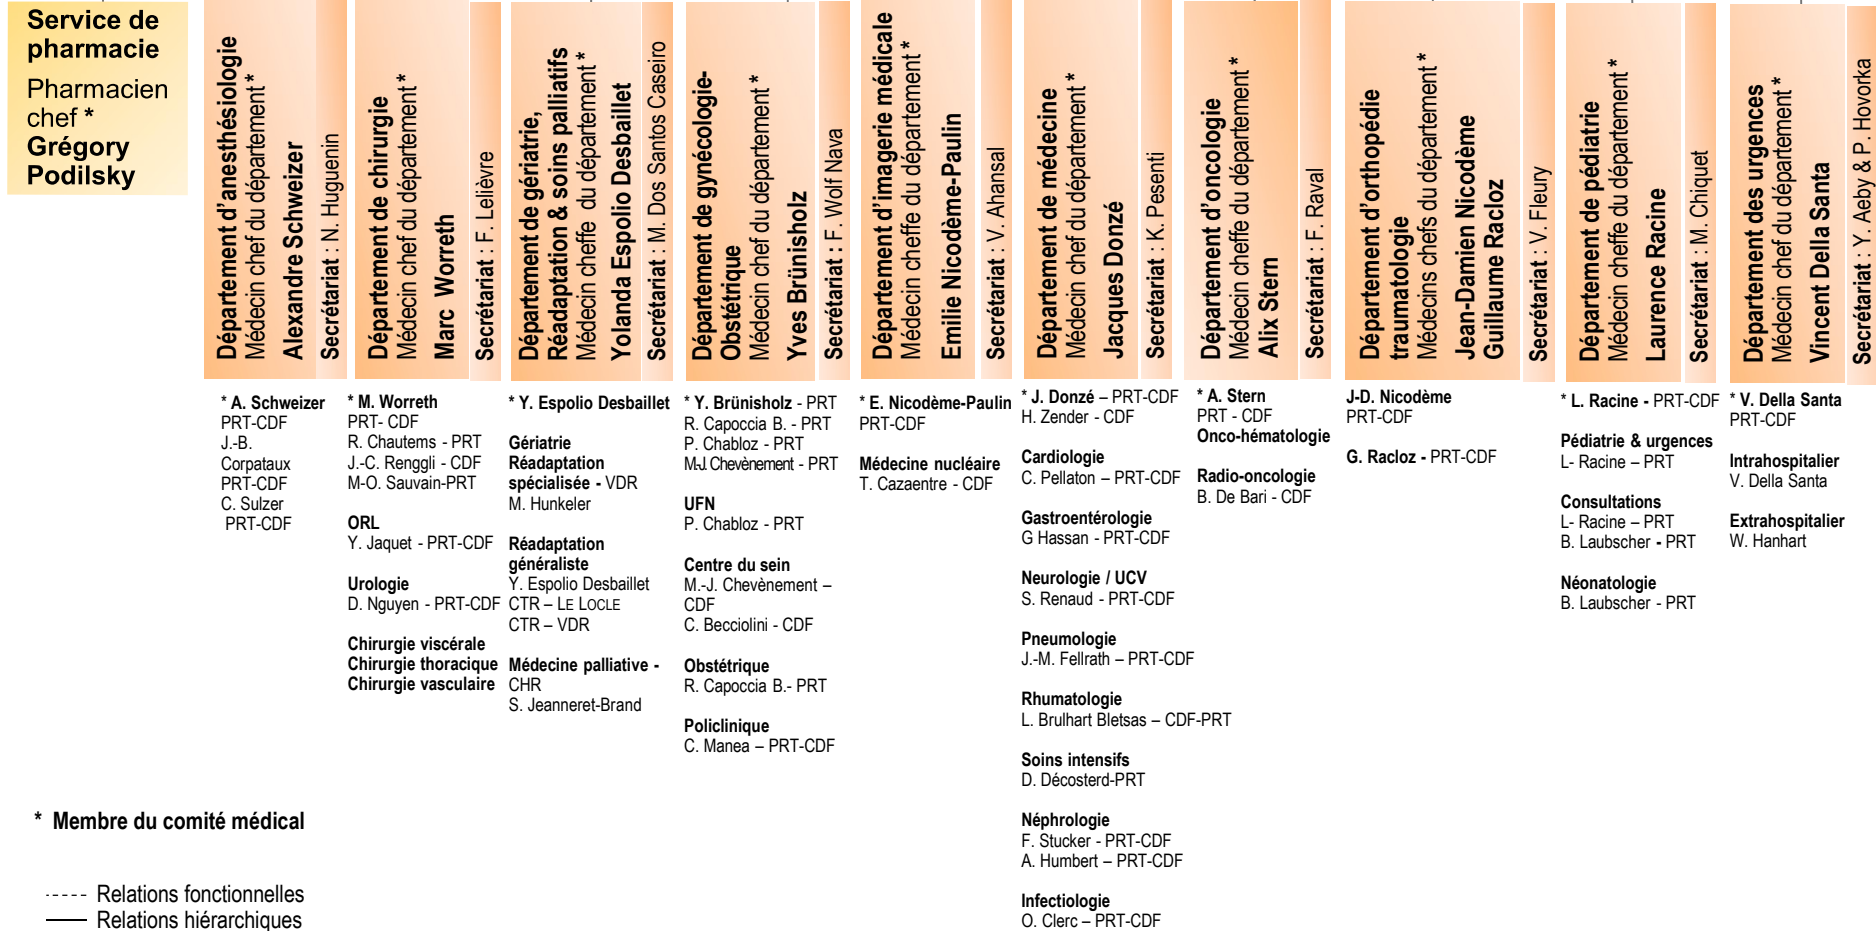 Service de
pharmacie
Pharmacien
chef *
Grégory
Podilsky
Département d'anesthésiologie
Médecin chef du département *
Alexandre Schweizer
Secrétariat : N. Huguenin
Département de chirurgie
Médecin chef du département *
Marc Worreth
Secrétariat : F. Lelièvre
Département de gériatrie,
Réadaptation & soins palliatifs
Médecin cheffe du département *
Yolanda Espolio Desbaillet
Secrétariat : M. Dos Santos Caseiro
Département de gynécologie-
Obstétrique
Médecin chef du département *
Yves Brünisholz
Secrétariat : F. Wolf Nava
Département d'imagerie médicale
Médecin cheffe du département *
Emilie Nicodème-Paulin
Secrétariat : V. Ahansal
Département de médecine
Médecin chef du département *
Jacques Donzé
Secrétariat : K. Pesenti
Département d'oncologie
Médecin cheffe du département *
Alix Stern
Secrétariat : F. Raval
Département d'orthopédie
traumatologie
Médecins chefs du département *
Jean-Damien Nicodème
Guillaume Racloz
Secrétariat : V. Fleury
Département de pédiatrie
Médecin cheffe du département *
Laurence Racine
Secrétariat : M. Chiquet
Département des urgences
Médecin chef du département *
Vincent Della Santa
Secrétariat : Y. Aeby & P. Hovorka
* A. Schweizer
PRT-CDF
J.-B.
Corpataux
PRT-CDF
C. Sulzer
PRT-CDF
* M. Worreth
PRT- CDF
R. Chautems - PRT
J.-C. Renggli - CDF
M-O. Sauvain-PRT
ORL
Y. Jaquet - PRT-CDF
Urologie
D. Nguyen - PRT-CDF
Chirurgie viscérale
Chirurgie thoracique
Chirurgie vasculaire
* Y. Espolio Desbaillet
Gériatrie
Réadaptation
spécialisée - VDR
M. Hunkeler
Réadaptation
généraliste
Y. Espolio Desbaillet
CTR – LE LOCLE
CTR – VDR
Médecine palliative -
CHR
S. Jeanneret-Brand
* Y. Brünisholz - PRT
R. Capoccia B. - PRT
P. Chabloz - PRT
M-J. Chevènement - PRT
UFN
P. Chabloz - PRT
Centre du sein
M.-J. Chevènement –
CDF
C. Becciolini - CDF
Obstétrique
R. Capoccia B.- PRT
Policlinique
C. Manea – PRT-CDF
* E. Nicodème-Paulin
PRT-CDF
Médecine nucléaire
T. Cazaentre - CDF
* J. Donzé – PRT-CDF
H. Zender - CDF
Cardiologie
C. Pellaton – PRT-CDF
Gastroentérologie
G Hassan - PRT-CDF
Neurologie / UCV
S. Renaud - PRT-CDF
Pneumologie
J.-M. Fellrath – PRT-CDF
Rhumatologie
L. Brulhart Bletsas – CDF-PRT
Soins intensifs
D. Décosterd-PRT
Néphrologie
F. Stucker - PRT-CDF
A. Humbert – PRT-CDF
Infectiologie
O. Clerc – PRT-CDF
* A. Stern
PRT - CDF
Onco-hématologie
Radio-oncologie
B. De Bari - CDF
J-D. Nicodème
PRT-CDF
G. Racloz - PRT-CDF
* L. Racine - PRT-CDF
Pédiatrie & urgences
L- Racine – PRT
Consultations
L- Racine – PRT
B. Laubscher - PRT
Néonatologie
B. Laubscher - PRT
* V. Della Santa
PRT-CDF
Intrahospitalier
V. Della Santa
Extrahospitalier
W. Hanhart
* Membre du comité médical
Relations fonctionnelles
Relations hiérarchiques